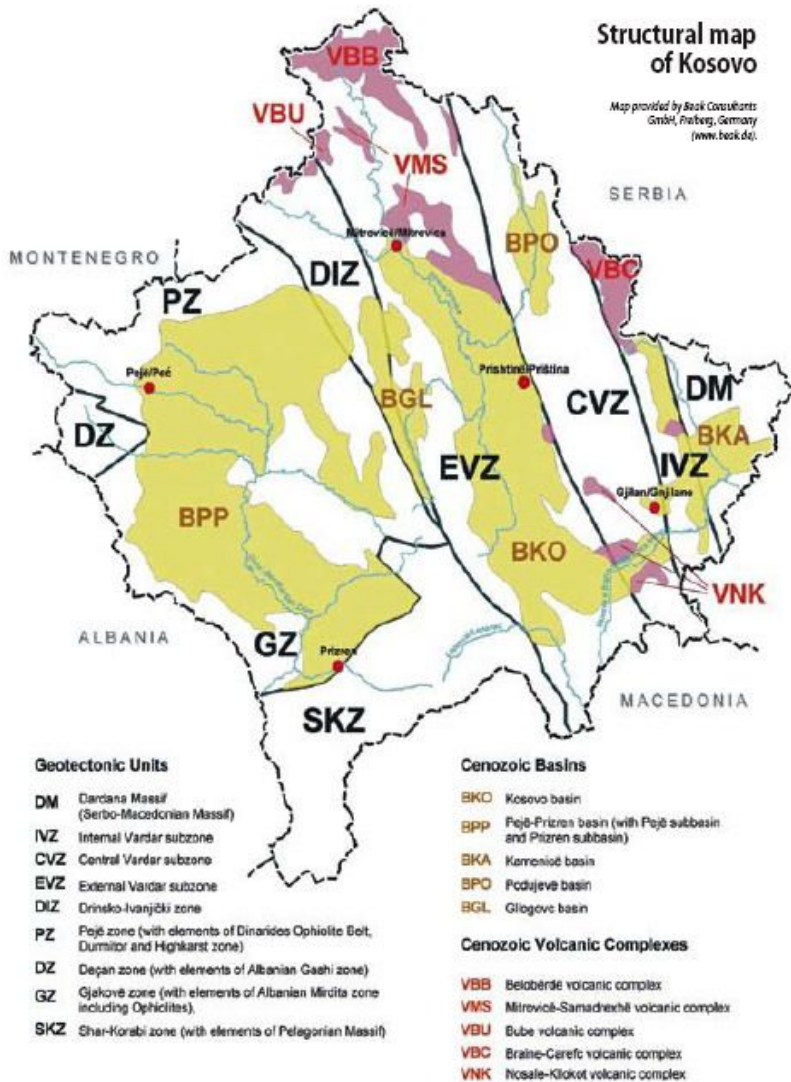 Structural map
of Kosovo
Map provided by Beak Consultants
GmbH, Freiberg, Germany
(www.beak.de).
VBB
VBU
VMS
SERBIA
Mitrovicë/Mitrovica
BPO
MONTENEGRO
VBC
DIZ
PZ
Pejë/Peć
Prishtinë/Priština
DM
BGL
CVZ
DZ
BKA
EVZ
IVZ
Gjilan/Gnjilane
BPP
BKO
VNK
ALBANIA
GZ
Prizren
MACEDONIA
SKZ
Geotectonic Units
DM Dardana Massif
(Serbo-Macedonian Massif)
IVZ Internal Vardar subzone
CVZ Central Vardar subzone
EVZ External Vardar subzone
DIZ Drinsko-Ivanjički zone
PZ Pejë zone (with elements of Dinarides Ophiolite Belt,
Durmitor and Highkarst zone)
DZ Deçan zone (with elements of Albanian Gashi zone)
GZ Gjakovë zone (with elements of Albanian Mirdita zone
including Ophiolites),
SKZ Shar-Korabi zone (with elements of Pelagonian Massif)
Cenozoic Basins
BKO Kosovo basin
BPP Pejë-Prizren basin (with Pejë subbasin
and Prizren subbasin)
BKA Kamenicë basin
BPO Podujevë basin
BGL Gllogovc basin
Cenozoic Volcanic Complexes
VBB Belobërdë volcanic complex
VMS Mitrovicë-Samadrexhë volcanic complex
VBU Bube volcanic complex
VBC Braine-Carefc volcanic complex
VNK Nosale-Kllokot volcanic complex